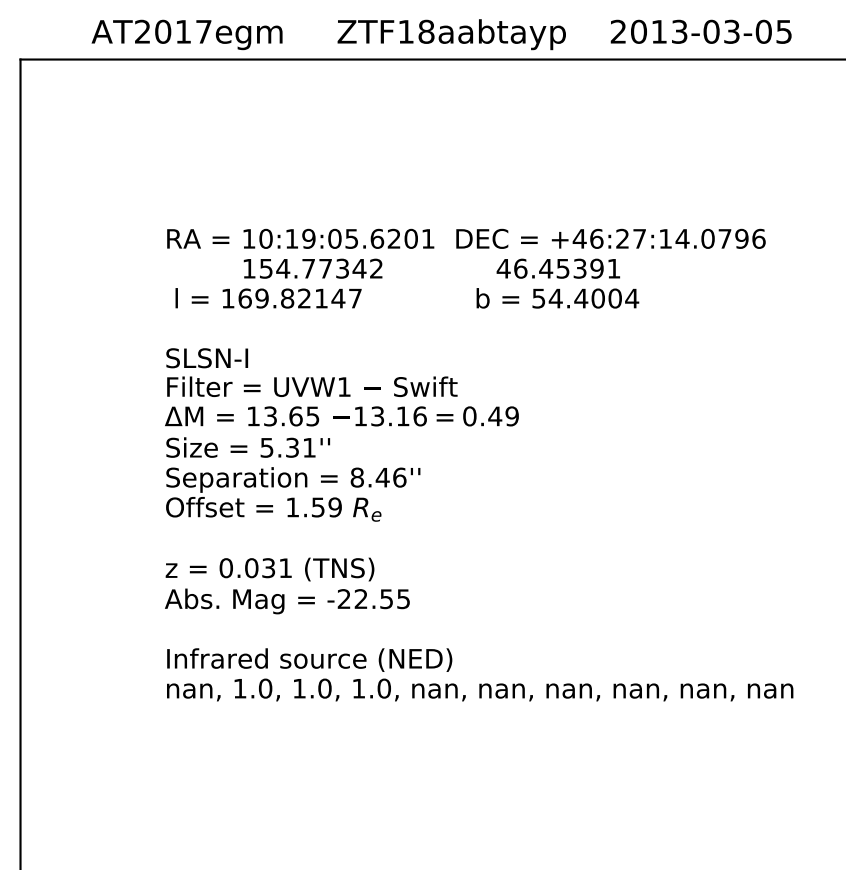 AT2017egm ZTF18aabtayp 2013-03-05
RA = 10:19:05.6201 DEC = +46:27:14.0796
154.77342 46.45391
l = 169.82147 b = 54.4004
SLSN-I
Filter = UVW1 − Swift
ΔM = 13.65 −13.16 = 0.49
Size = 5.31''
Separation = 8.46''
Offset = 1.59 Rₑ
z = 0.031 (TNS)
Abs. Mag = -22.55
Infrared source (NED)
nan, 1.0, 1.0, 1.0, nan, nan, nan, nan, nan, nan